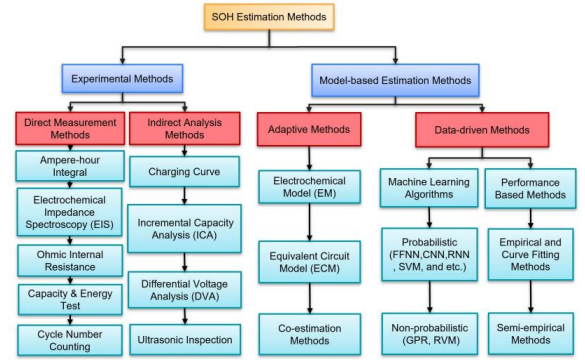 SOH Estimation Methods
Experimental Methods
Model-based Estimation Methods
Direct Measurement
Methods
Indirect Analysis
Methods
Adaptive Methods
Data-driven Methods
Ampere-hour
Integral
Electrochemical
Impedance
Spectroscopy (EIS)
Ohmic Internal
Resistance
Capacity & Energy
Test
Cycle Number
Counting
Charging Curve
Incremental Capacity
Analysis (ICA)
Differential Voltage
Analysis (DVA)
Ultrasonic Inspection
Electrochemical
Model (EM)
Equivalent Circuit
Model (ECM)
Co-estimation
Methods
Machine Learning
Algorithms
Probabilistic
(FFNN,CNN,RNN
, SVM, and etc.)
Non-probabilistic
(GPR, RVM)
Performance
Based Methods
Empirical and
Curve Fitting
Methods
Semi-empirical
Methods